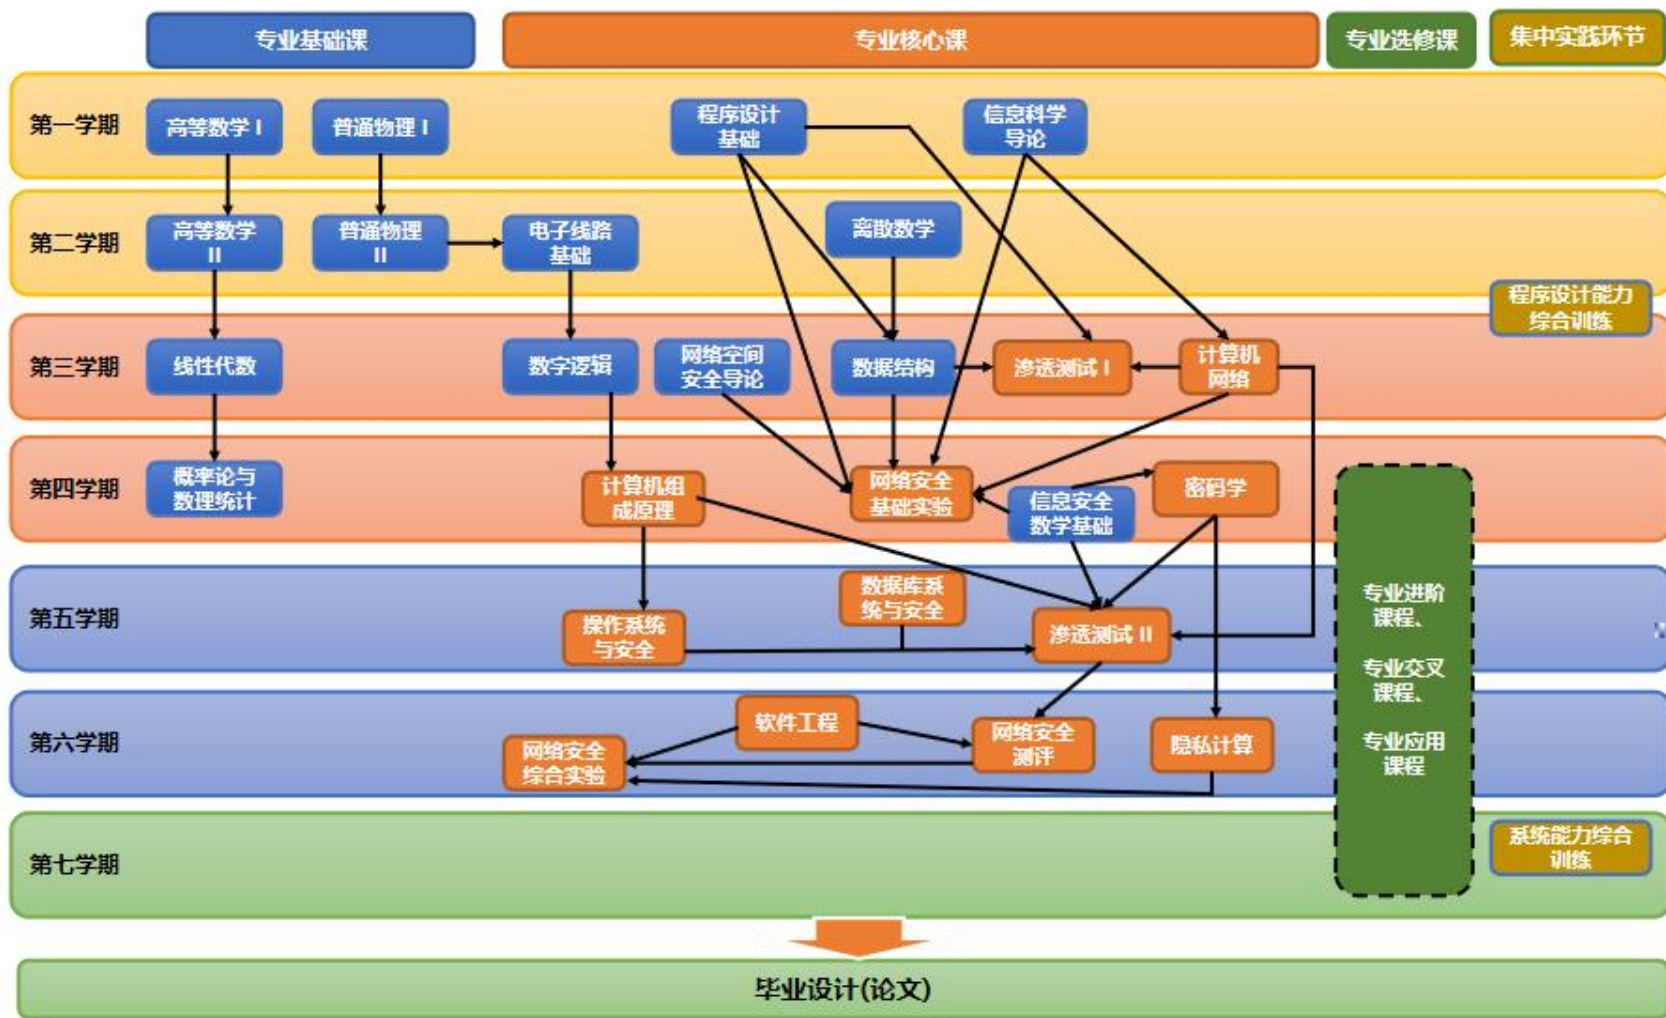 专业基础课
专业核心课
专业选修课
集中实践环节
第一学期
高等数学 I
普通物理 I
程序设计
基础
信息科学
导论
第二学期
高等数学
II
普通物理
II
电子线路
基础
离散数学
程序设计能力
综合训练
第三学期
线性代数
数字逻辑
网络空间
安全导论
数据结构
渗透测试 I
计算机
网络
第四学期
概率论与
数理统计
计算机组
成原理
网络安全
基础实验
信息安全
数学基础
密码学
第五学期
操作系统
与安全
数据库系
统与安全
渗透测试 II
专业进阶
课程、
专业交叉
课程、
专业应用
课程
第六学期
网络安全
综合实验
软件工程
网络安全
测评
隐私计算
第七学期
系统能力综合
训练
毕业设计(论文)